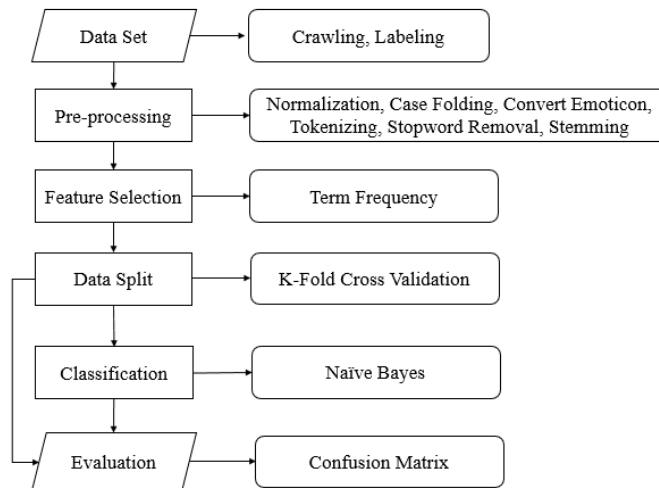 Data Set
Crawling, Labeling
Pre-processing
Normalization, Case Folding, Convert Emoticon,
Tokenizing, Stopword Removal, Stemming
Feature Selection
Term Frequency
Data Split
K-Fold Cross Validation
Classification
Naïve Bayes
Evaluation
Confusion Matrix